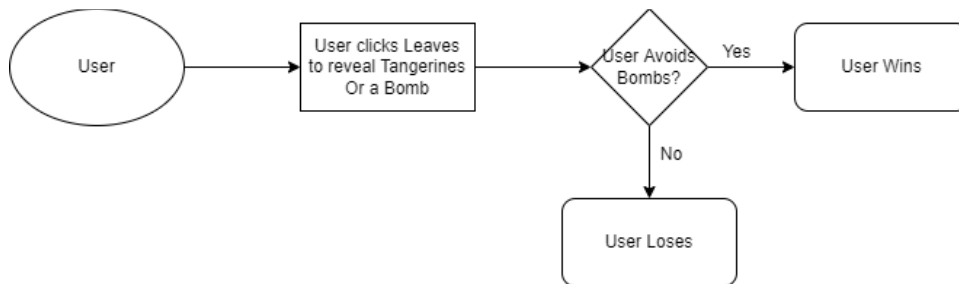 User
User clicks Leaves
to reveal Tangerines
Or a Bomb
User Avoids
Bombs?
Yes
User Wins
No
User Loses